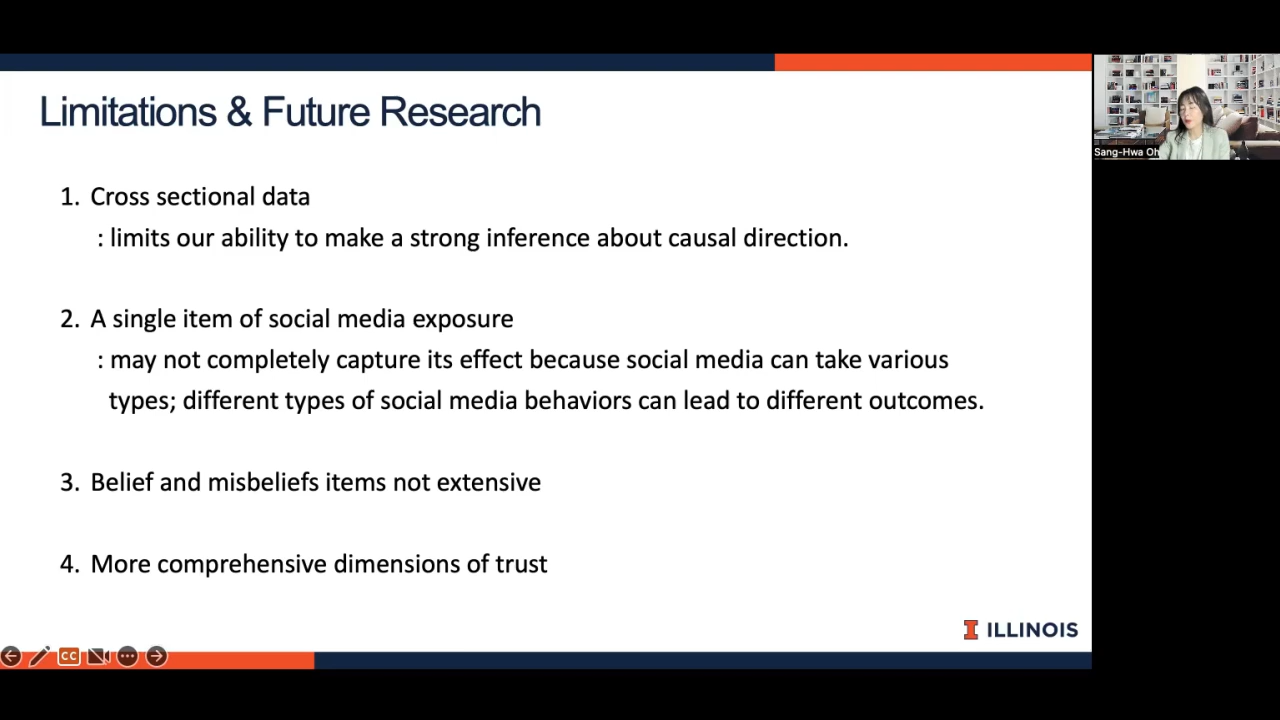 Limitations & Future Research
Sang-Hwa Oh
1. Cross sectional data
: limits our ability to make a strong inference about causal direction.
2. A single item of social media exposure
: may not completely capture its effect because social media can take various
types; different types of social media behaviors can lead to different outcomes.
3. Belief and misbeliefs items not extensive
4. More comprehensive dimensions of trust
I ILLINOIS
CC